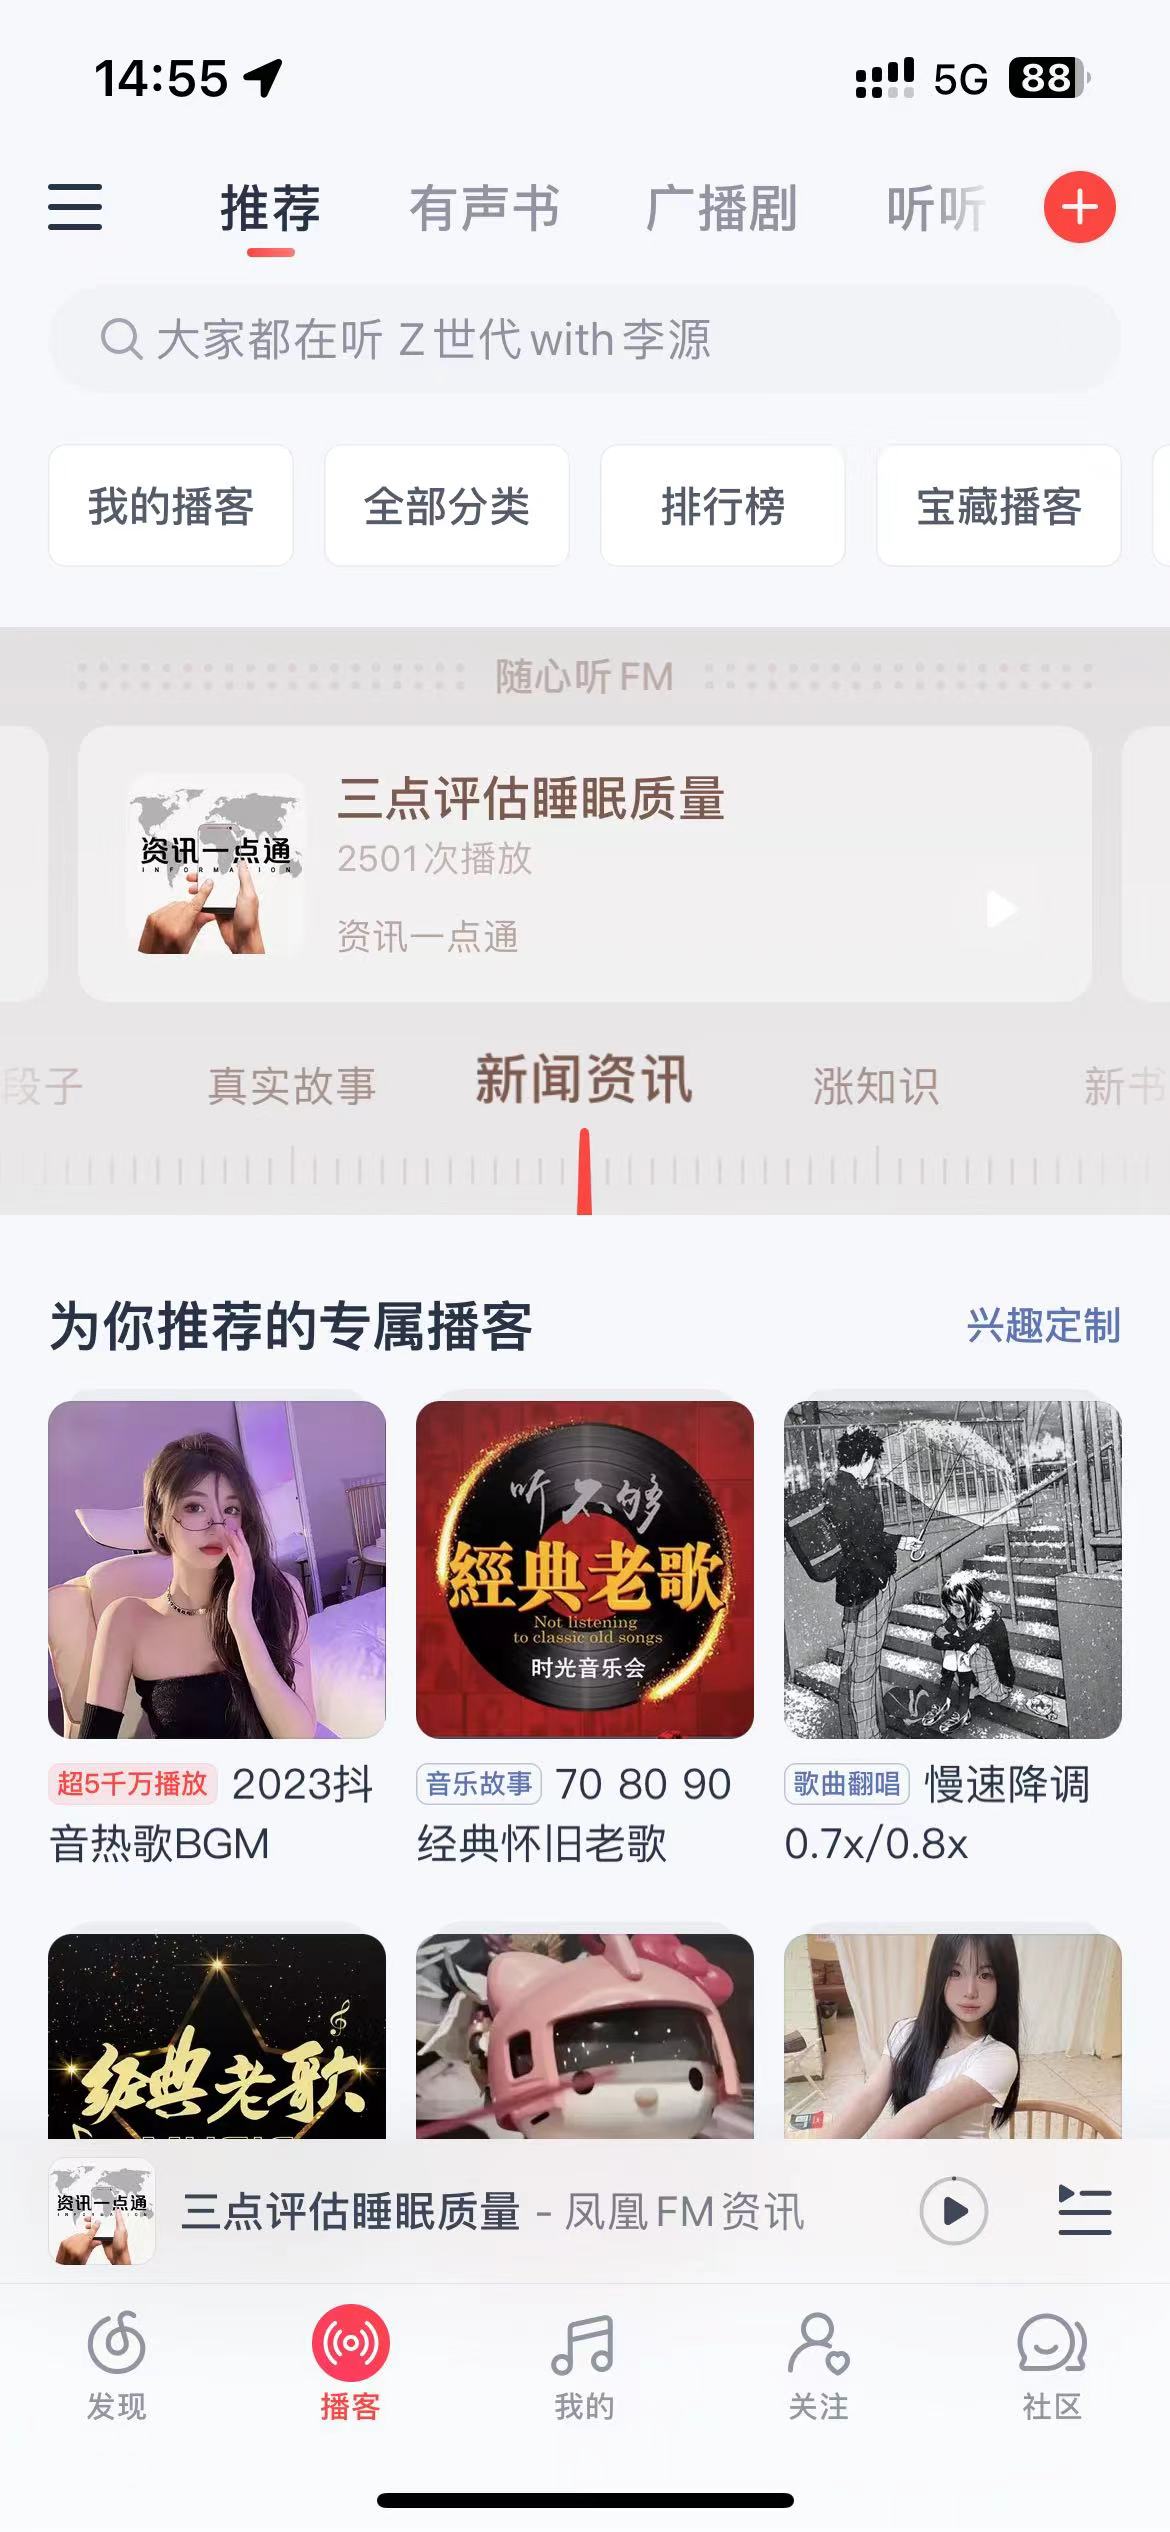 14:55 5G 88
推荐 有声书 广播剧 听听
大家都在听 Z世代with李源
我的播客 全部分类 排行榜 宝藏播客
随心听FM
三点评估睡眠质量
2501次播放
资讯一点通
资讯一点通
INFORMATION
段子 真实故事 新闻资讯 涨知识 新书
为你推荐的专属播客 兴趣定制
听不够
經典老歌
Not listening
to classic old songs
时光音乐会
超5千万播放 2023抖
音热歌BGM
音乐故事 70 80 90
经典怀旧老歌
歌曲翻唱 慢速降调
0.7x/0.8x
经典老歌
资讯一点通
INFORMATION
三点评估睡眠质量 - 凤凰FM资讯
发现 播客 我的 关注 社区